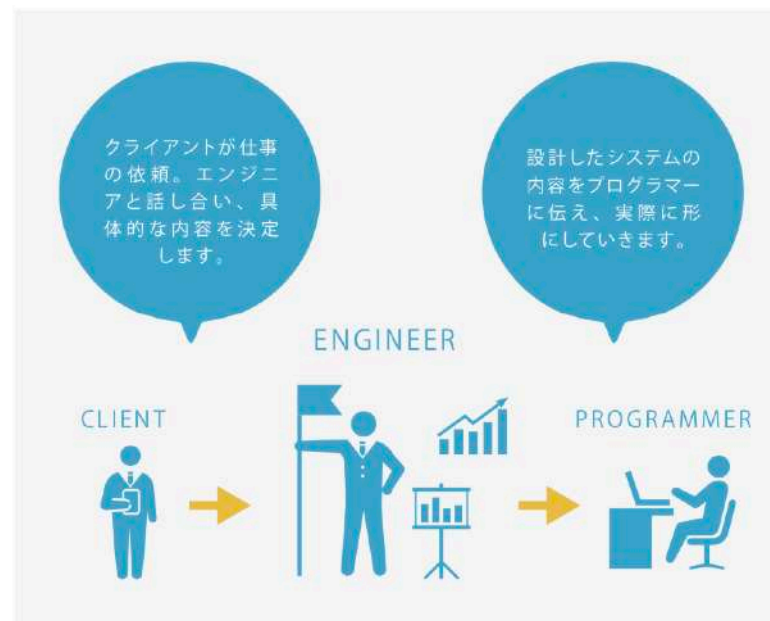 クライアントが仕事
の依頼。エンジニ
アと話し合い、具
体的な内容を決定
します。
設計したシステムの
内容をプログラマー
に伝え、実際に形
にしていきます。
ENGINEER
CLIENT
PROGRAMMER